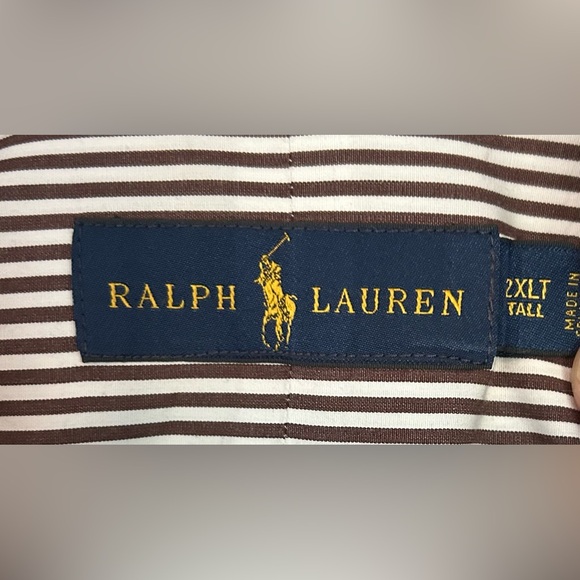 RALPH LAUREN
2XLT
TALL
MADE IN